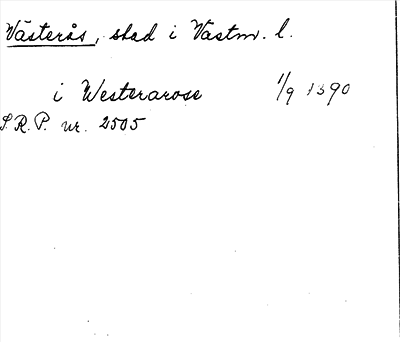 Västerås, stad i Västm. l.
i Westerarose 1/9 1390
S.R.P. nr. 2505